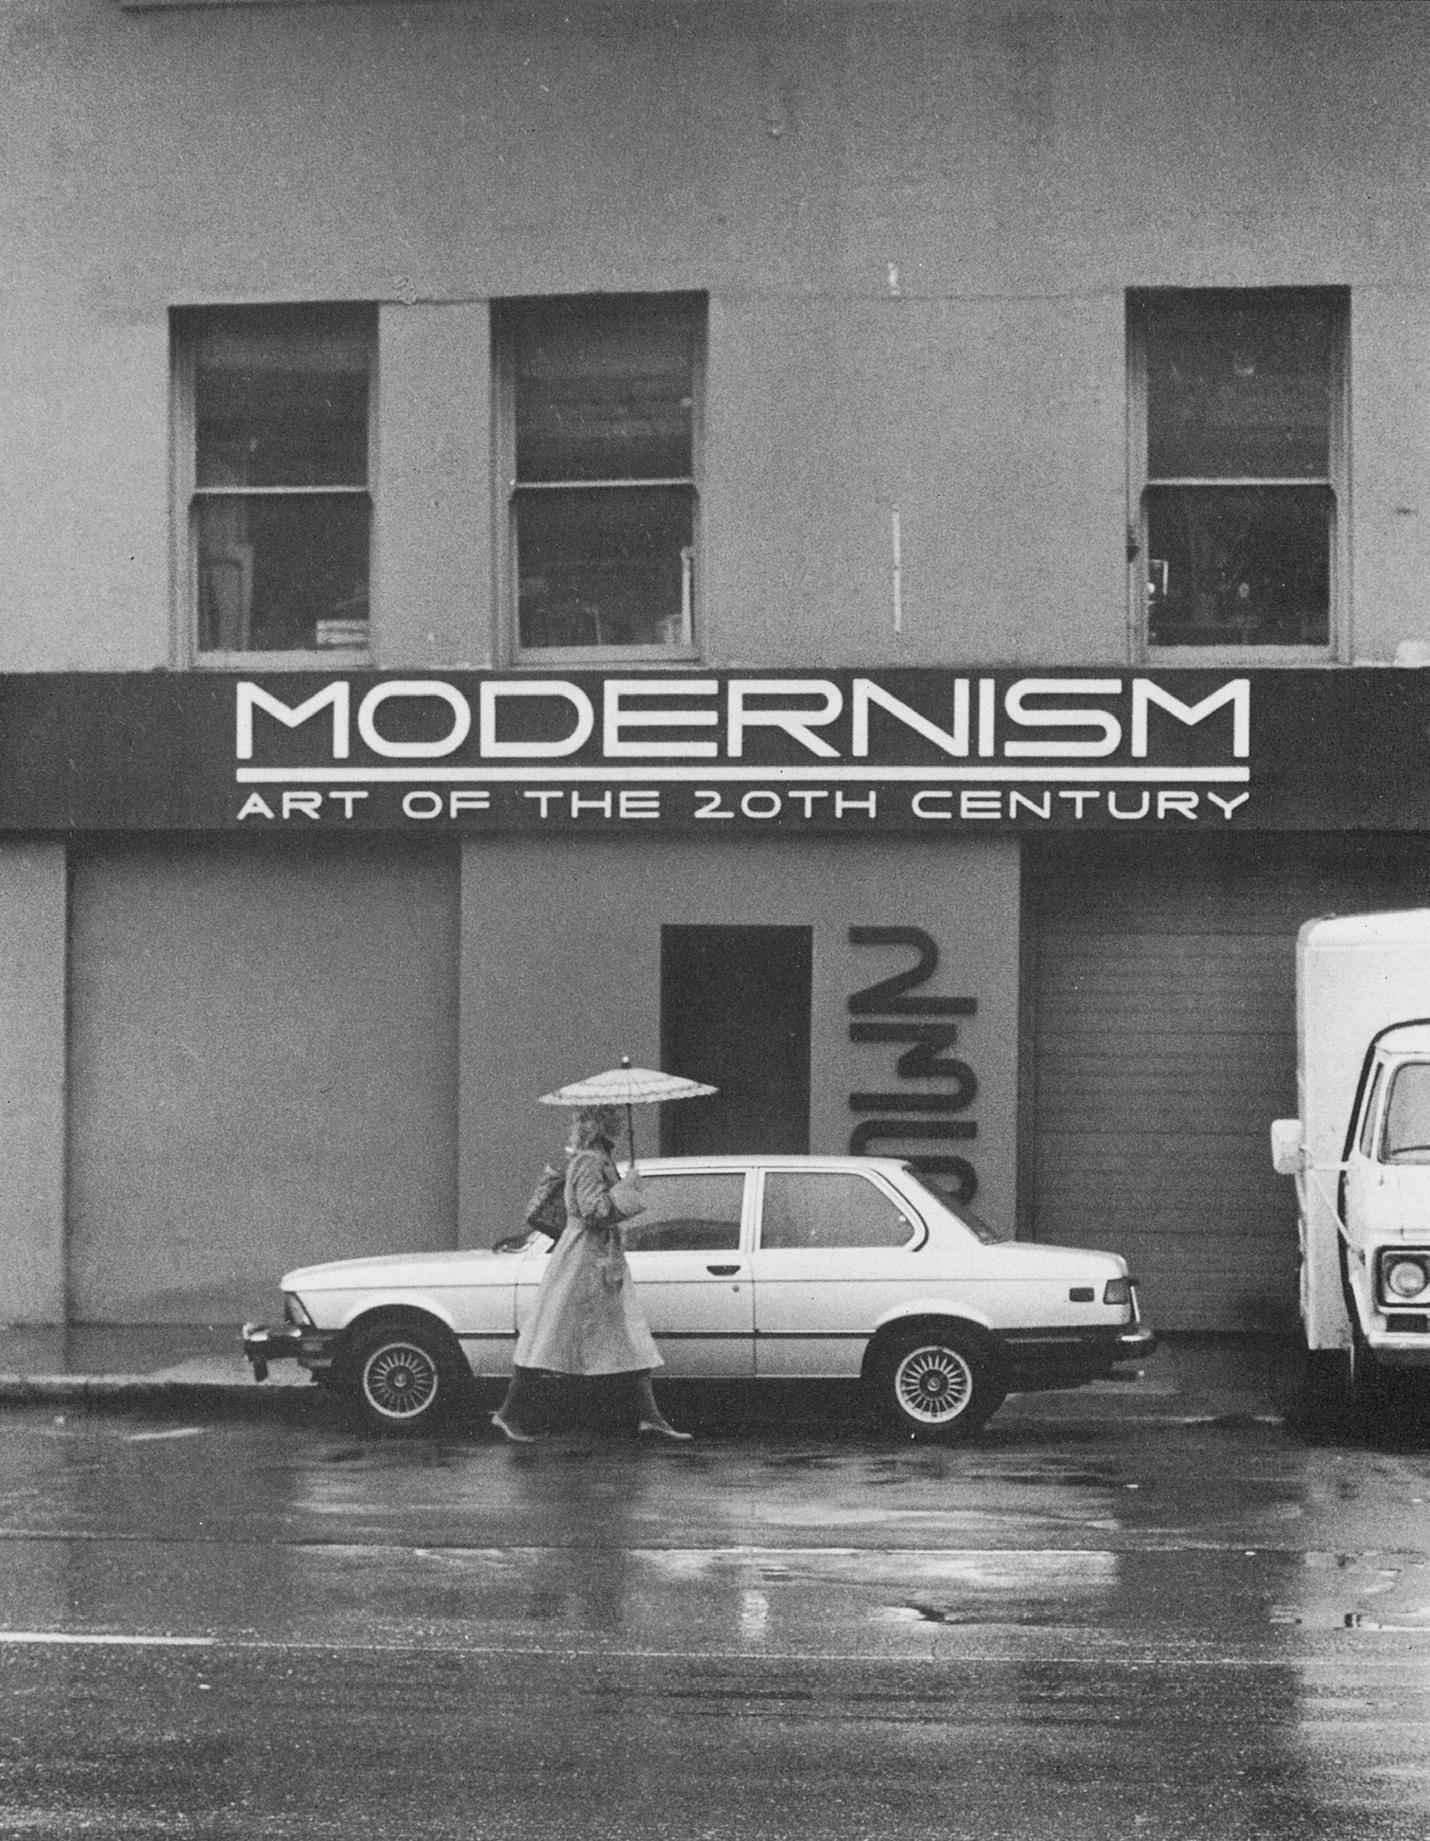 MODERNISM
ART OF THE 20TH CENTURY